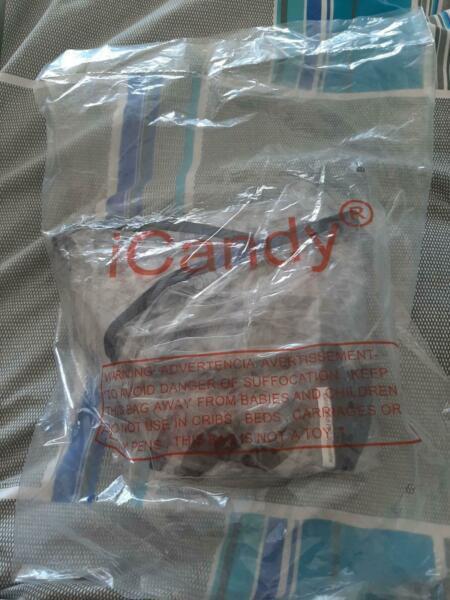 iCandy®
WARNING ADVERTENCIA AVERTISSEMENT-
TO AVOID DANGER OF SUFFOCATION KEEP
THIS BAG AWAY FROM BABIES AND CHILDREN
DO NOT USE IN CRIBS BEDS CARRIAGES OR
PENS THIS BAG IS NOT A TOY